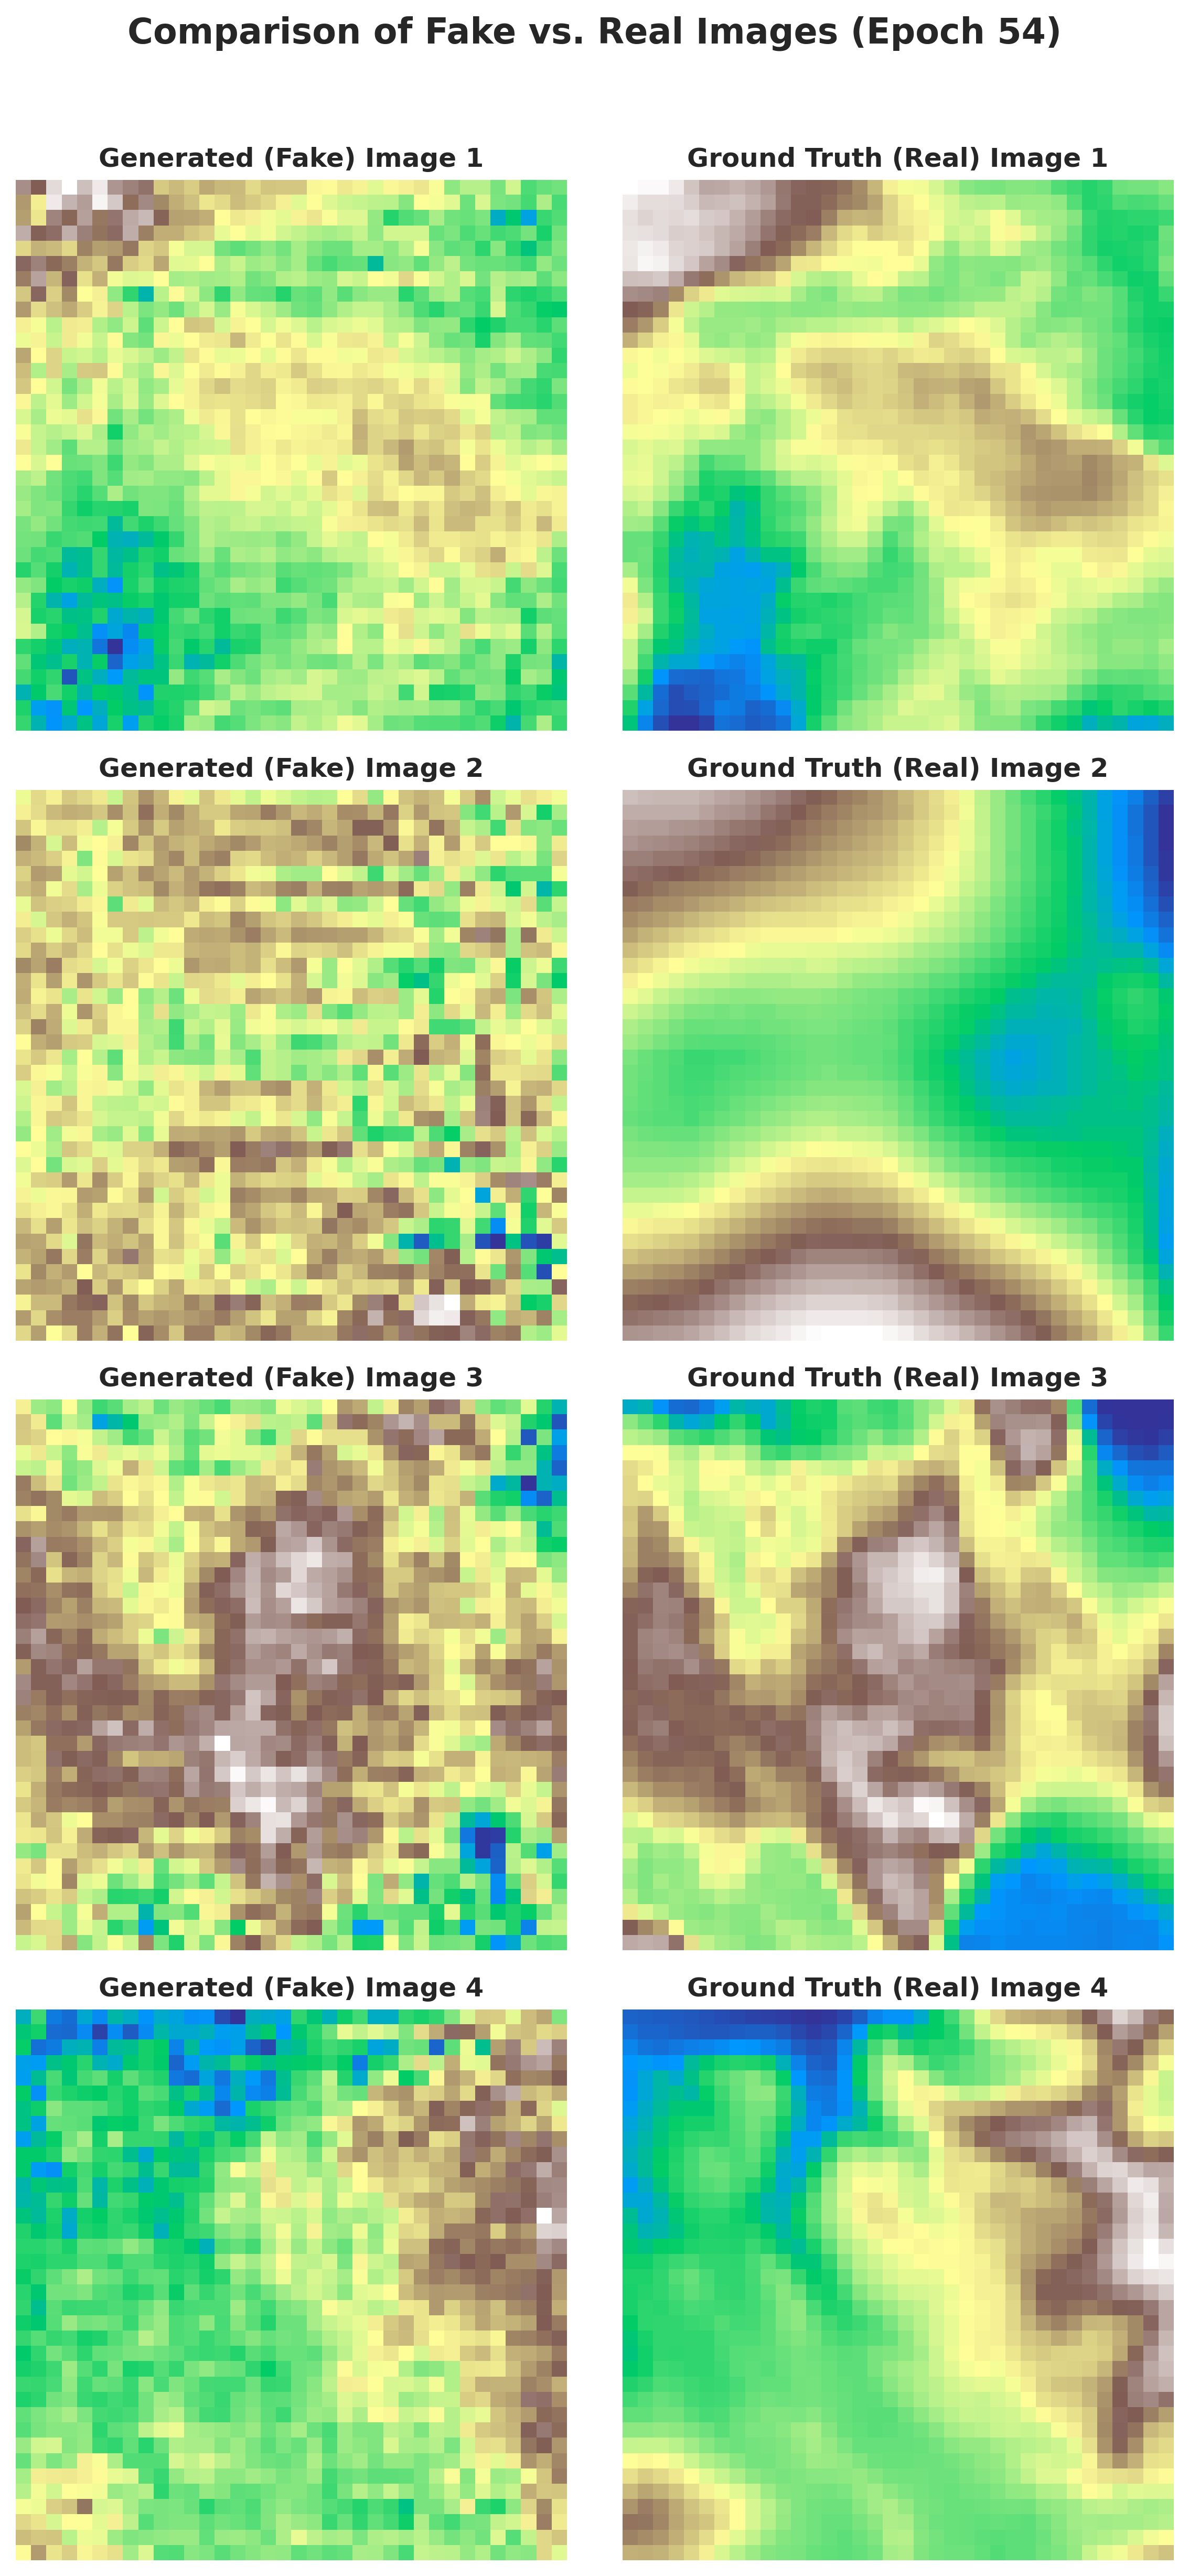 Comparison of Fake vs. Real Images (Epoch 54)
Generated (Fake) Image 1
Ground Truth (Real) Image 1
Generated (Fake) Image 2
Ground Truth (Real) Image 2
Generated (Fake) Image 3
Ground Truth (Real) Image 3
Generated (Fake) Image 4
Ground Truth (Real) Image 4